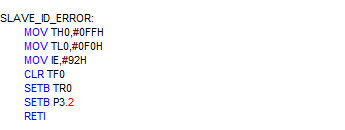 SLAVE_ID_ERROR:
MOV TH0,#0FFH
MOV TL0,#0F0H
MOV IE,#92H
CLR TF0
SETB TR0
SETB P3.2
RETI